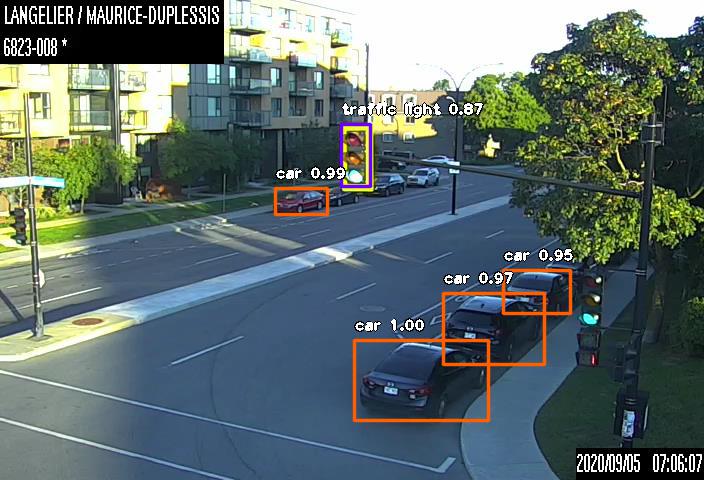 LANGELIER / MAURICE-DUPLESSIS
6823-008 *
traffic light 0.87
car 0.99
car 0.95
car 0.97
car 1.00
2020/09/05 07:06:07